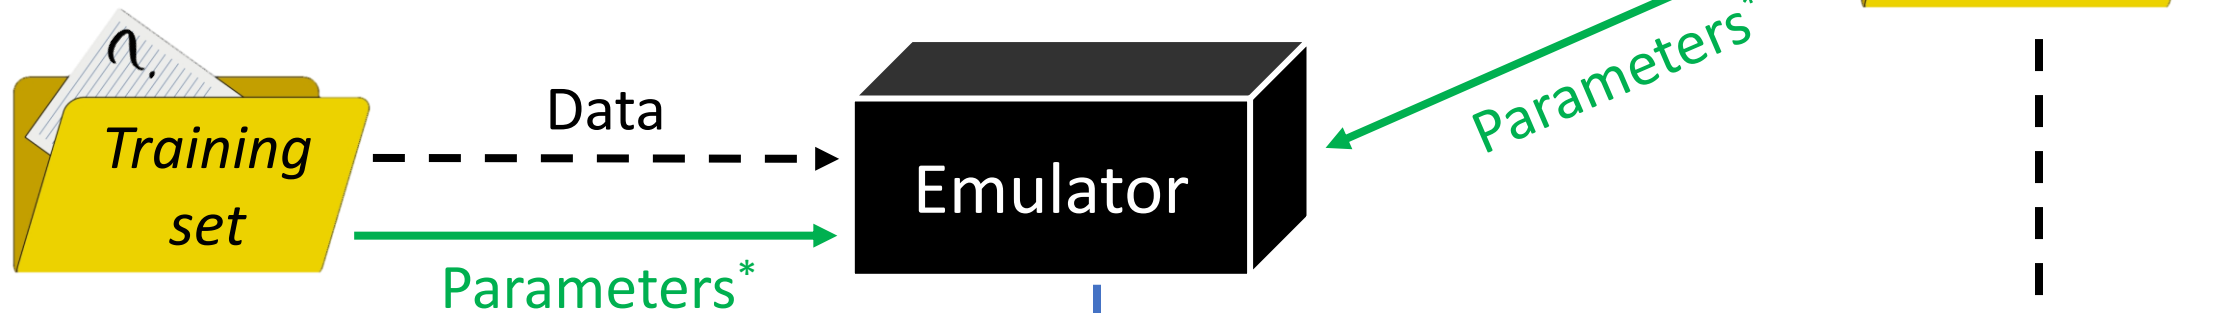 ?
Training
set
Data
Parameters*
Emulator
Parameters*